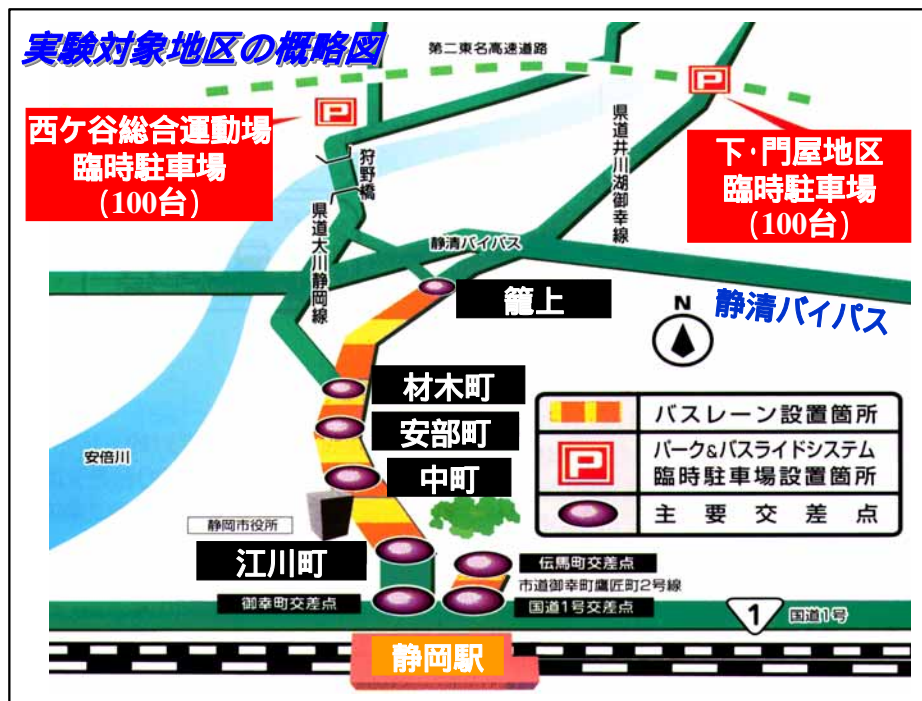 実験対象地区の概略図
第二東名高速道路
P
P
西ケ谷総合運動場
臨時駐車場
(100台)
下・門屋地区
臨時駐車場
(100台)
狩野橋
県道大川静岡線
県道井川湖御幸線
静清バイパス
静清バイパス
籠上
N
材木町
安部町
中町
安倍川
バスレーン設置箇所
P
パーク&バスライドシステム
臨時駐車場設置箇所
主要交差点
静岡市役所
江川町
伝馬町交差点
市道御幸町鷹匠町2号線
御幸町交差点
国道1号交差点
1
国道1号
静岡駅